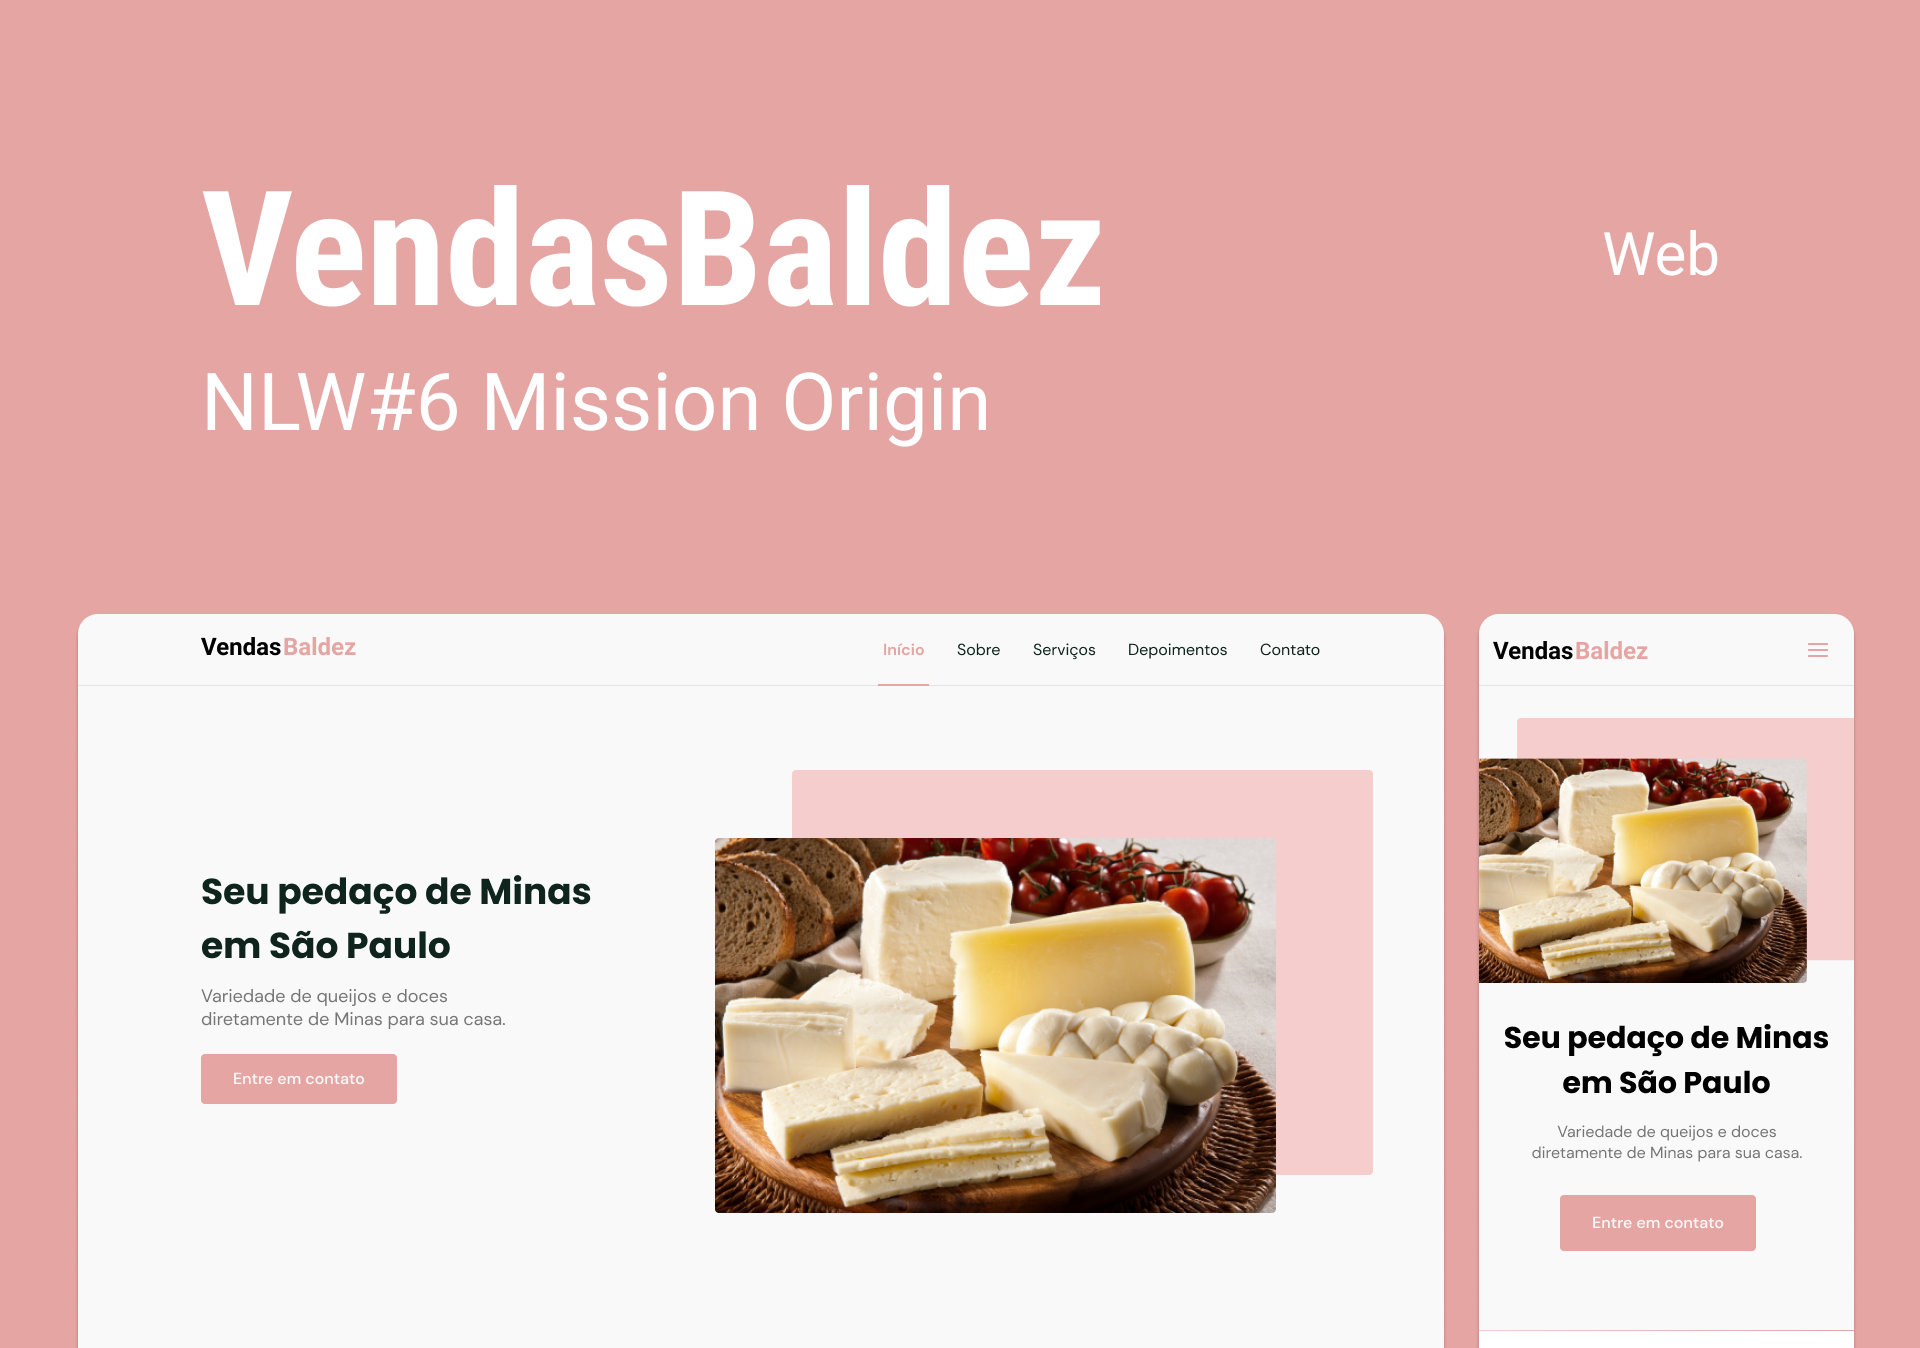 VendasBaldez
Web
NLW#6 Mission Origin
VendasBaldez
Início Sobre Serviços Depoimentos Contato
Seu pedaço de Minas
em São Paulo
Variedade de queijos e doces
diretamente de Minas para sua casa.
Entre em contato
VendasBaldez
Seu pedaço de Minas
em São Paulo
Variedade de queijos e doces
diretamente de Minas para sua casa.
Entre em contato